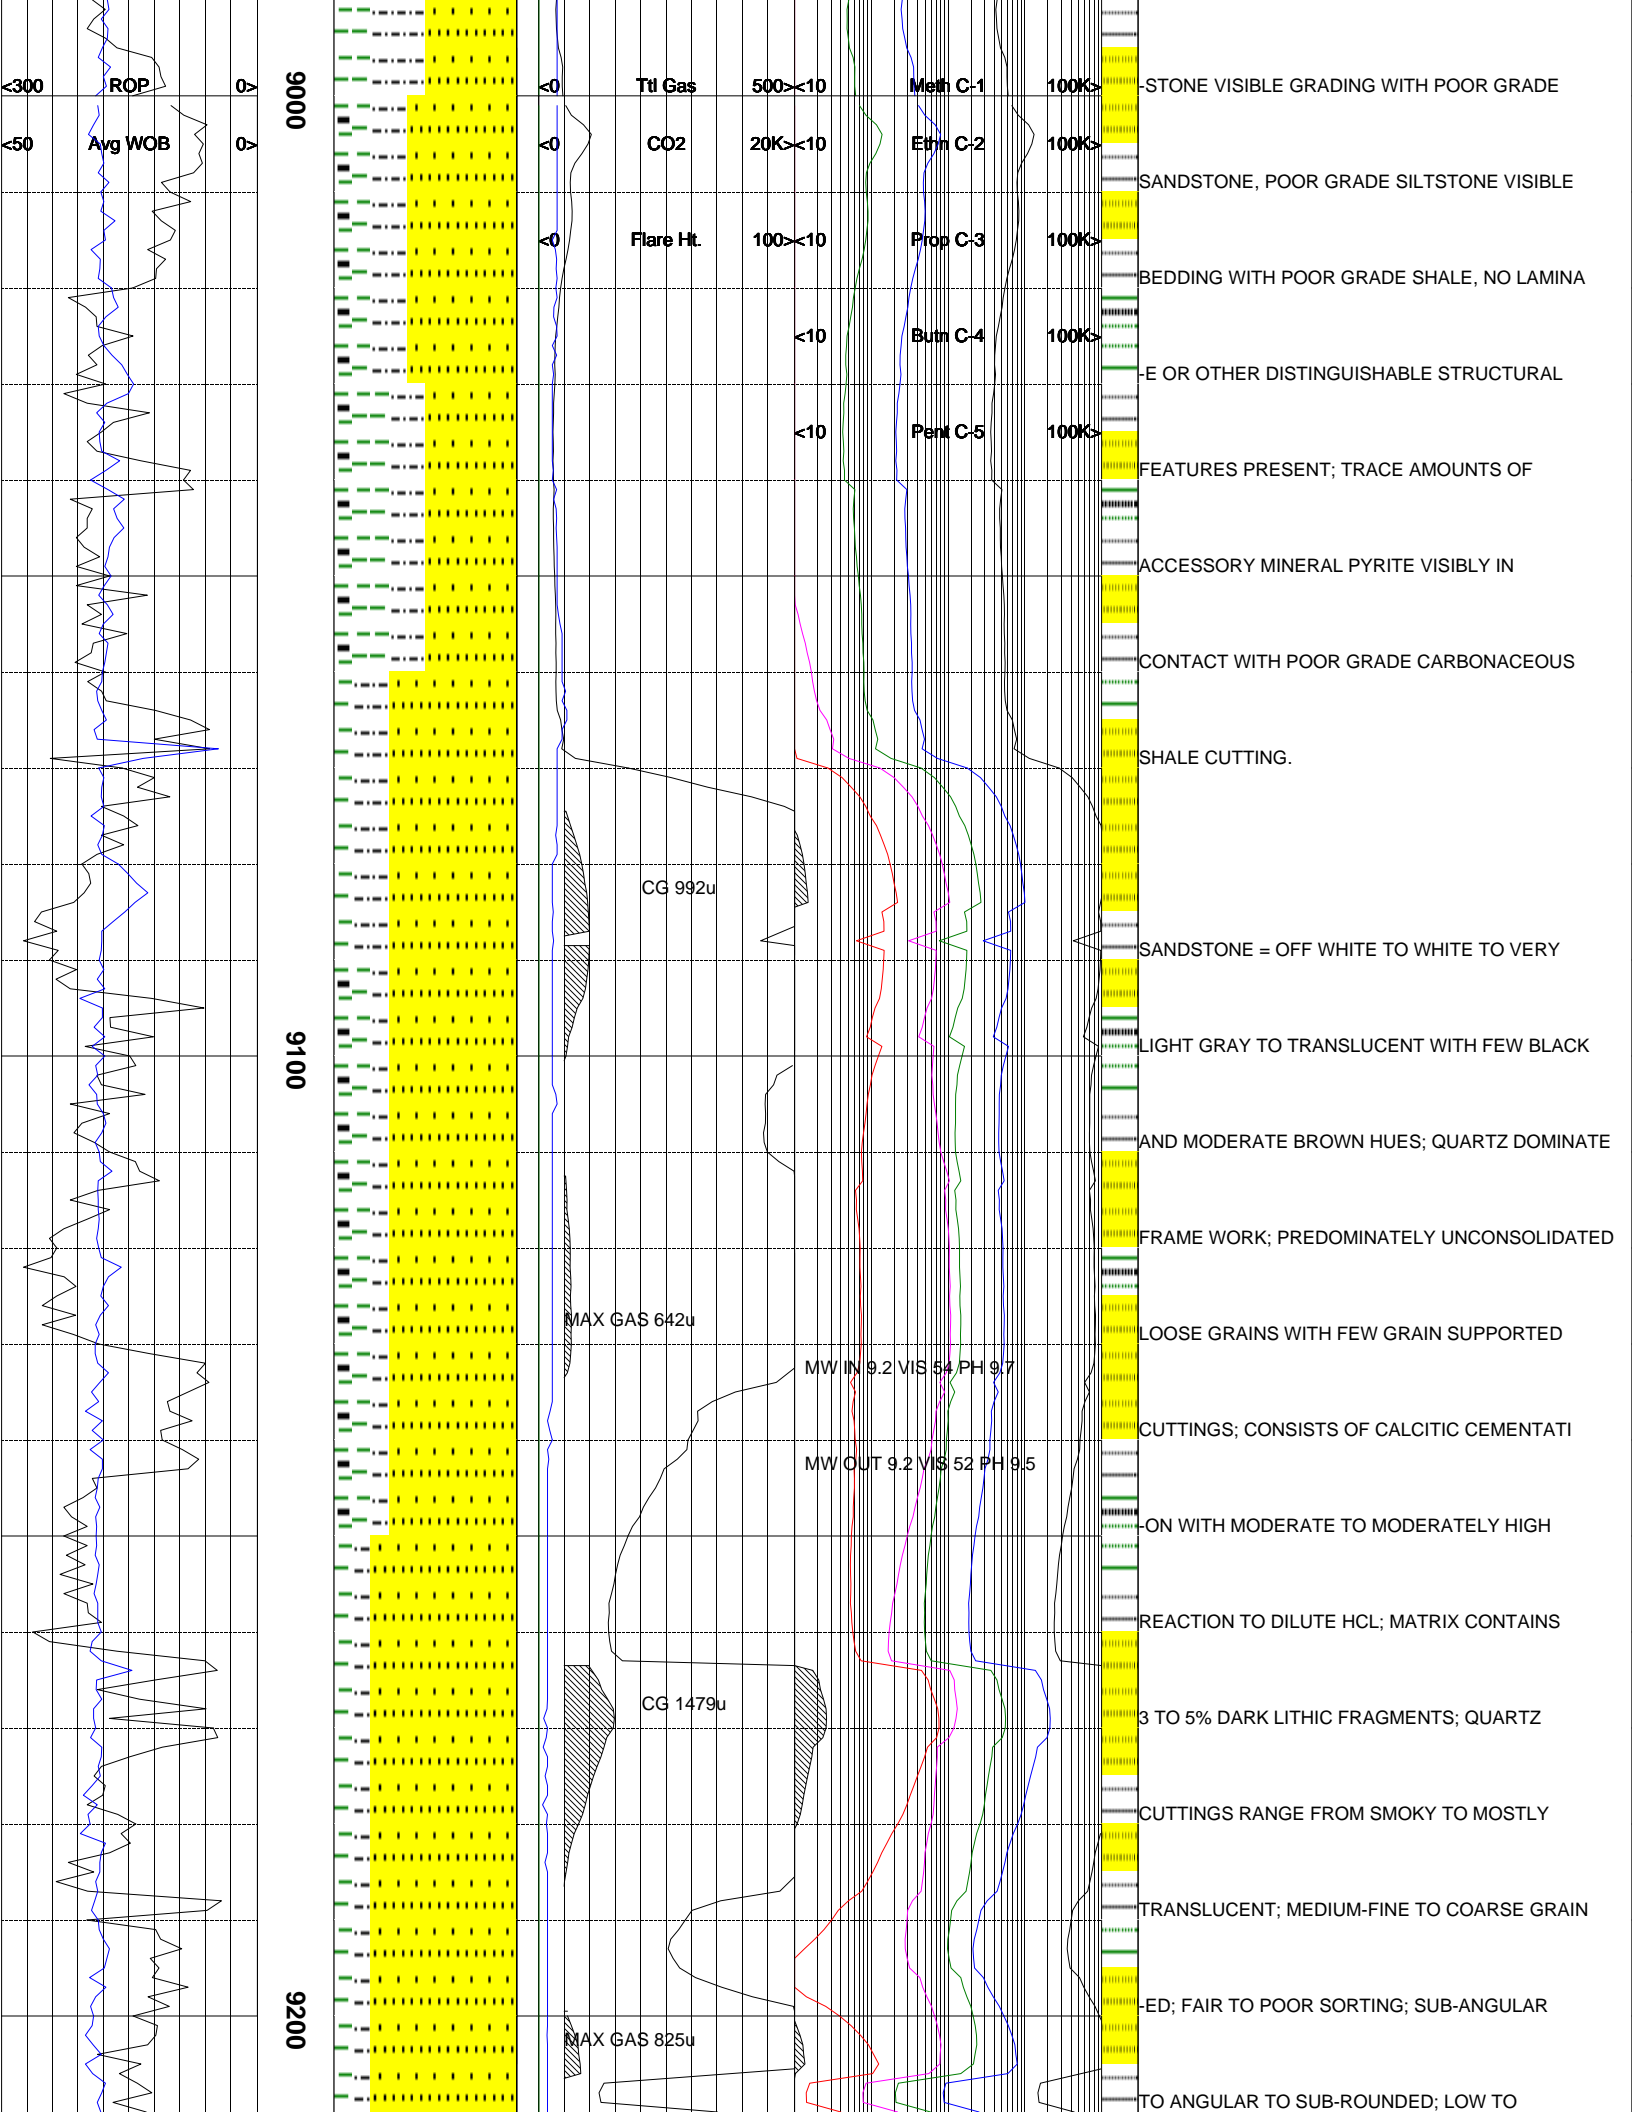 <300 ROP 0>
<50 Avg WOB 0>
9000
<0 Ttl Gas 500>
<0 CO2 20K>
<0 Flare Ht. 100>
<10 Meth C-1 100K>
<10 Ethn C-2 100K>
<10 Prop C-3 100K>
<10 Butn C-4 100K>
<10 Pent C-5 100K>
-STONE VISIBLE GRADING WITH POOR GRADE
SANDSTONE, POOR GRADE SILTSTONE VISIBLE
BEDDING WITH POOR GRADE SHALE, NO LAMINA
-E OR OTHER DISTINGUISHABLE STRUCTURAL
FEATURES PRESENT; TRACE AMOUNTS OF
ACCESSORY MINERAL PYRITE VISIBLY IN
CONTACT WITH POOR GRADE CARBONACEOUS
SHALE CUTTING.
CG 992u
SANDSTONE = OFF WHITE TO WHITE TO VERY
9100
LIGHT GRAY TO TRANSLUCENT WITH FEW BLACK
AND MODERATE BROWN HUES; QUARTZ DOMINATE
FRAME WORK; PREDOMINATELY UNCONSOLIDATED
MAX GAS 642u
LOOSE GRAINS WITH FEW GRAIN SUPPORTED
MW IN 9.2 VIS 54 PH 9.7
CUTTINGS; CONSISTS OF CALCITIC CEMENTATI
MW OUT 9.2 VIS 52 PH 9.5
-ON WITH MODERATE TO MODERATELY HIGH
REACTION TO DILUTE HCL; MATRIX CONTAINS
CG 1479u
3 TO 5% DARK LITHIC FRAGMENTS; QUARTZ
CUTTINGS RANGE FROM SMOKY TO MOSTLY
TRANSLUCENT; MEDIUM-FINE TO COARSE GRAIN
9200
-ED; FAIR TO POOR SORTING; SUB-ANGULAR
MAX GAS 825u
TO ANGULAR TO SUB-ROUNDED; LOW TO